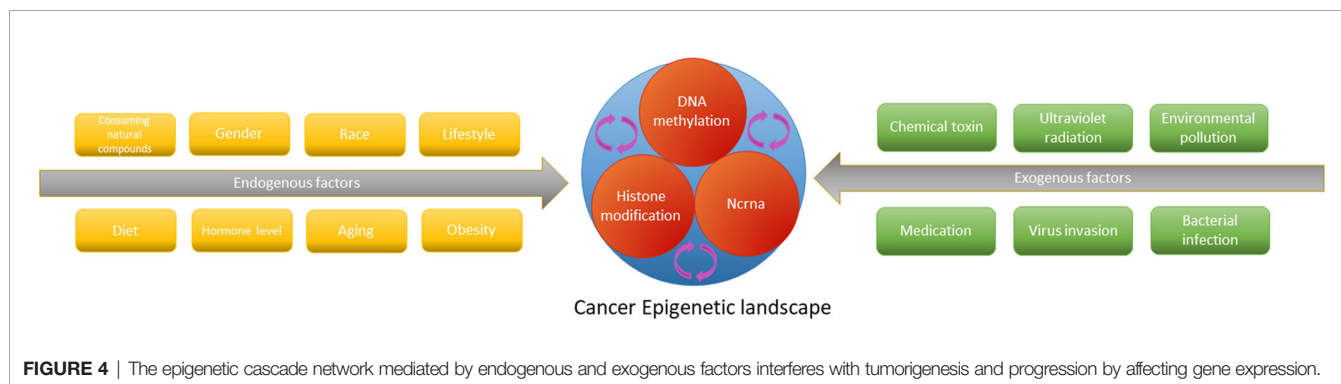 Consuming
natural
compounds
Gender
Race
Lifestyle
Endogenous factors
Diet
Hormone level
Aging
Obesity
DNA
methylation
Histone
modification
Ncrna
Cancer Epigenetic landscape
Chemical toxin
Ultraviolet
radiation
Environmental
pollution
Exogenous factors
Medication
Virus invasion
Bacterial
infection
FIGURE 4 | The epigenetic cascade network mediated by endogenous and exogenous factors interferes with tumorigenesis and progression by affecting gene expression.